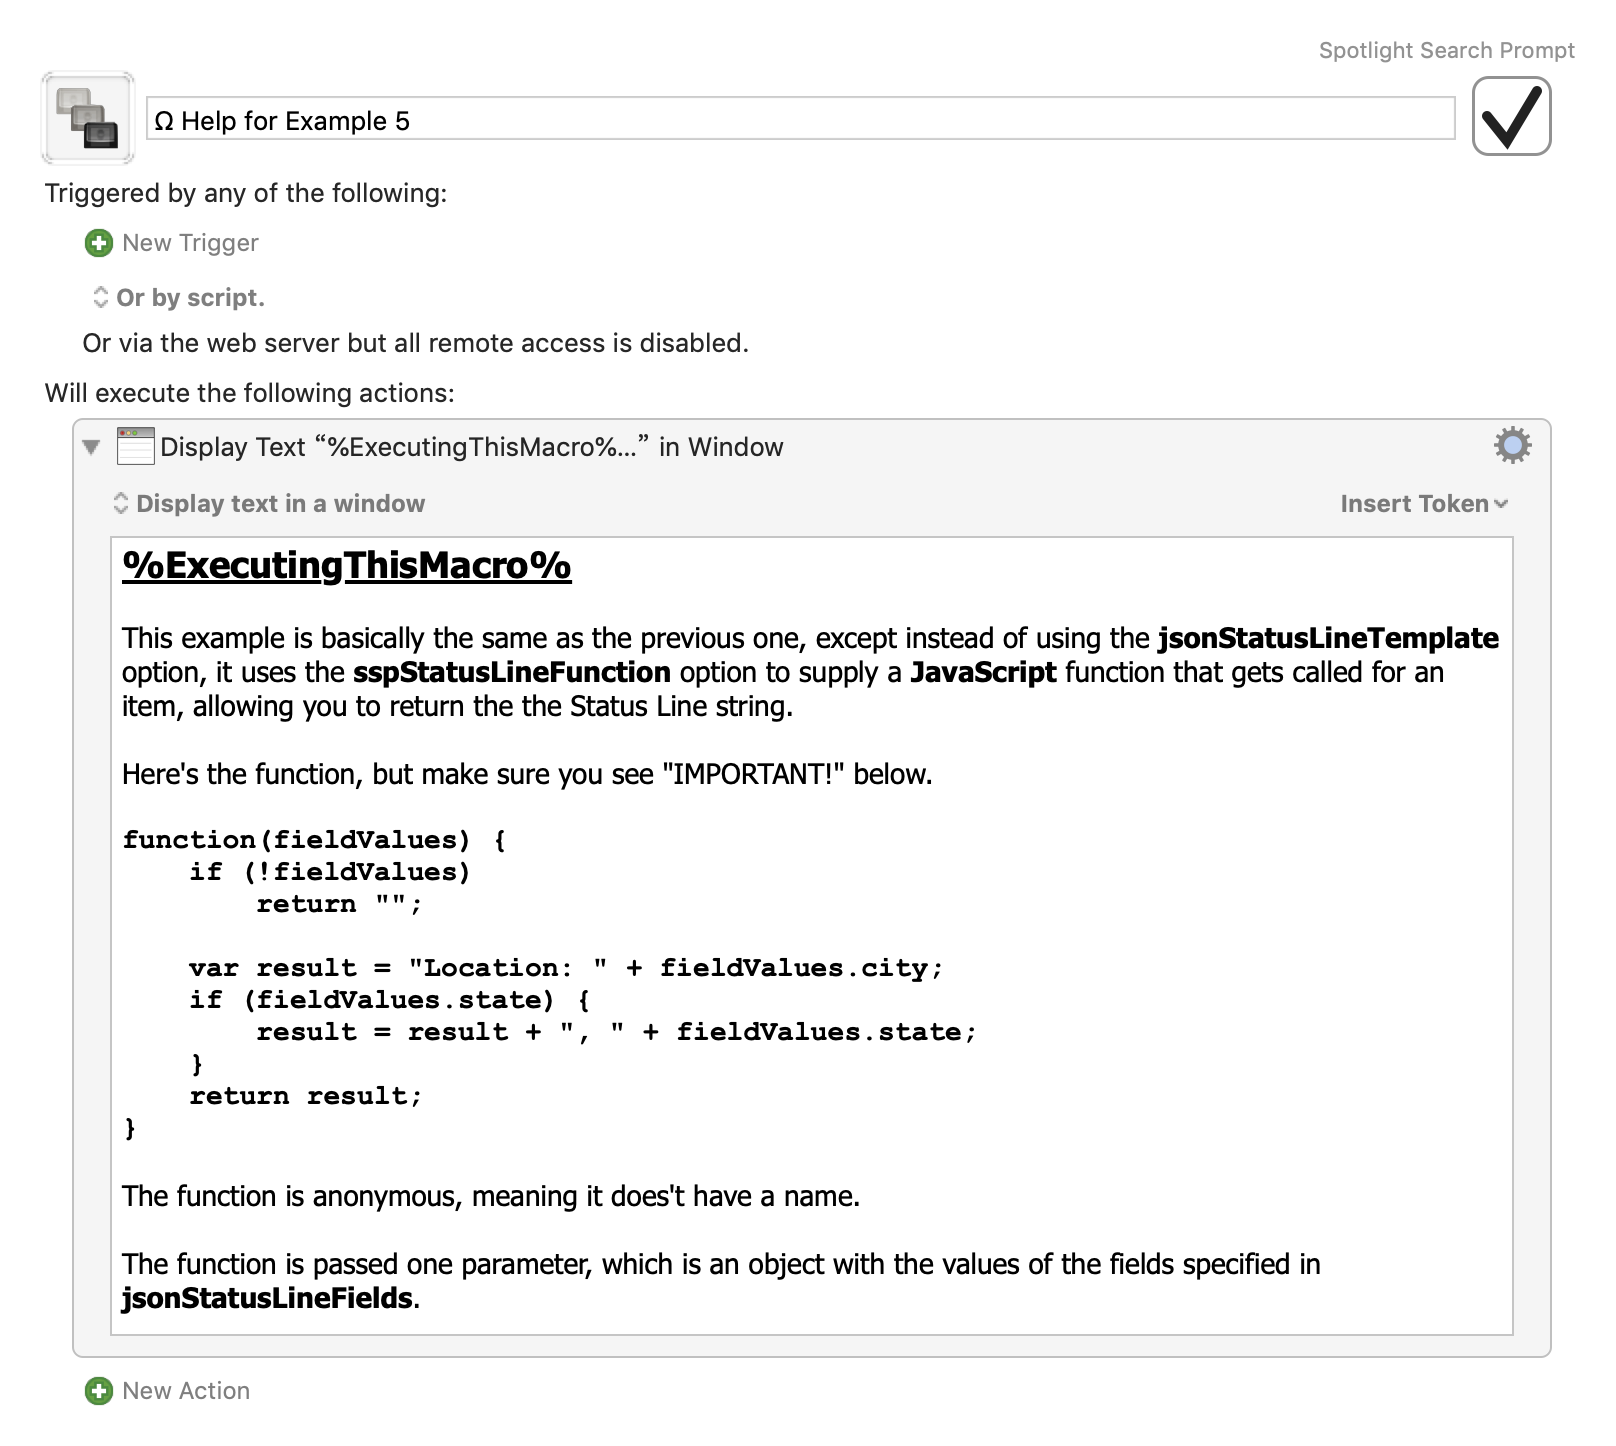 Spotlight Search Prompt
Ω Help for Example 5
Triggered by any of the following:
New Trigger
Or by script.
Or via the web server but all remote access is disabled.
Will execute the following actions:
Display Text “%ExecutingThisMacro%...” in Window
Display text in a window
Insert Token
%ExecutingThisMacro%
This example is basically the same as the previous one, except instead of using the jsonStatusLineTemplate
option, it uses the sspStatusLineFunction option to supply a JavaScript function that gets called for an
item, allowing you to return the the Status Line string.
Here's the function, but make sure you see "IMPORTANT!" below.
function(fieldValues) {
    if (!fieldValues)
        return "";
    var result = "Location: " + fieldValues.city;
    if (fieldValues.state) {
        result = result + ", " + fieldValues.state;
    }
    return result;
}
The function is anonymous, meaning it does't have a name.
The function is passed one parameter, which is an object with the values of the fields specified in
jsonStatusLineFields.
New Action